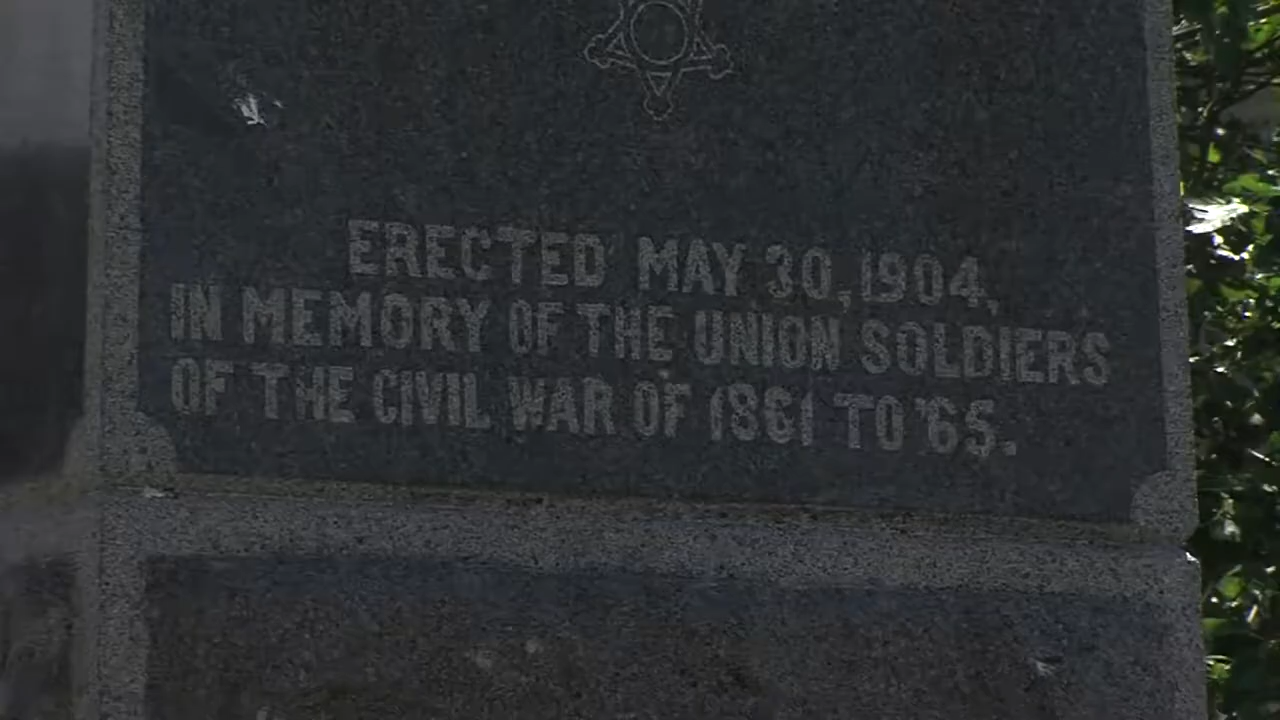 ERECTED MAY 30, 1904,
IN MEMORY OF THE UNION SOLDIERS
OF THE CIVIL WAR OF 1861 TO '65.